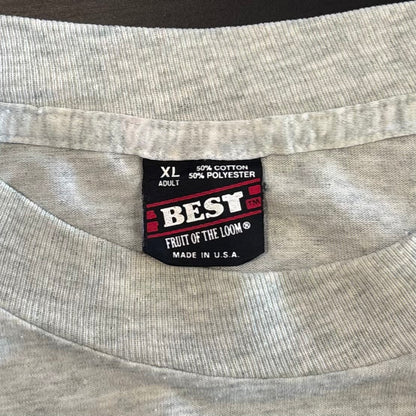 XL 50% COTTON
ADULT 50% POLYESTER
BEST TM
FRUIT OF THE LOOM®
MADE IN U.S.A.